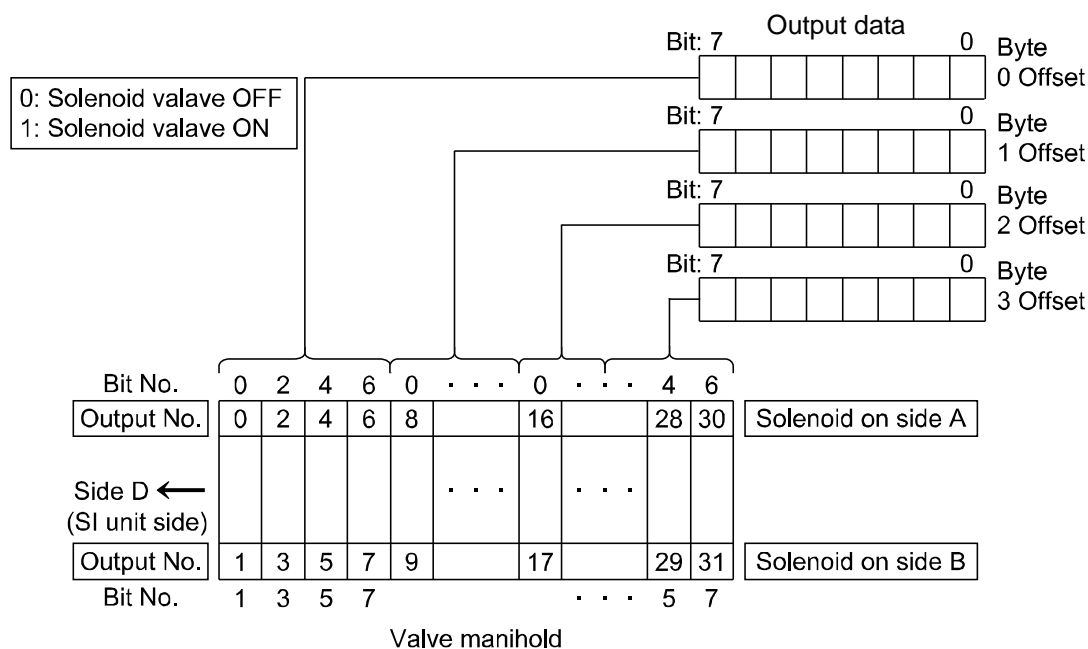 Output data
Bit: 7 0 Byte
0 Offset
0: Solenoid valave OFF
1: Solenoid valave ON
Bit: 7 0 Byte
1 Offset
Bit: 7 0 Byte
2 Offset
Bit: 7 0 Byte
3 Offset
Bit No. 0 2 4 6 0 · · · 0 · · · 4 6
Output No. 0 2 4 6 8 16 28 30 Solenoid on side A
Side D ← · · · · · ·
(SI unit side)
Output No. 1 3 5 7 9 17 29 31 Solenoid on side B
Bit No. 1 3 5 7 · · · 5 7
Valve manihold